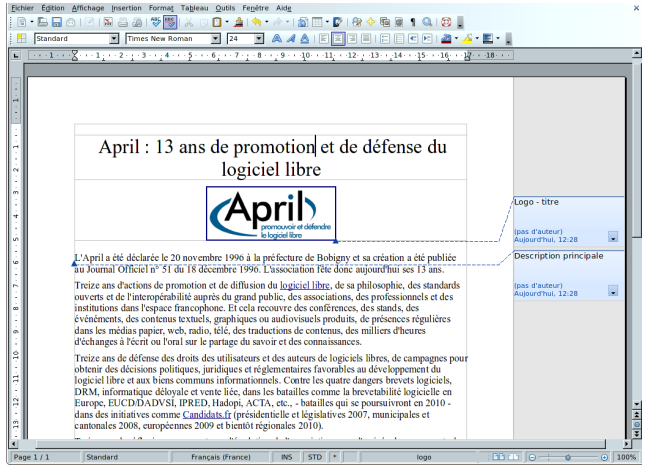 Fichier Édition Affichage Insertion Format Tableau Outils Fenêtre Aide
Standard Times New Roman 24
April : 13 ans de promotion et de défense du
logiciel libre
April
promouvoir et défendre
le logiciel libre
Logo - titre
(pas d'auteur)
Aujourd'hui, 12:28
Description principale
(pas d'auteur)
Aujourd'hui, 12:28
L'April a été déclarée le 20 novembre 1996 à la préfecture de Bobigny et sa création a été publiée
au Journal Officiel n° 51 du 18 décembre 1996. L'association fête donc aujourd'hui ses 13 ans.
Treize ans d'actions de promotion et de diffusion du logiciel libre, de sa philosophie, des standards
ouverts et de l'interopérabilité auprès du grand public, des associations, des professionnels et des
institutions dans l'espace francophone. Et cela recouvre des conférences, des stands, des
événements, des contenus textuels, graphiques ou audiovisuels produits, de présences régulières
dans les médias papier, web, radio, télé, des traductions de contenus, des milliers d'heures
d'échanges à l'écrit ou l'oral sur le partage du savoir et des connaissances.
Treize ans de défense des droits des utilisateurs et des auteurs de logiciels libres, de campagnes pour
obtenir des décisions politiques, juridiques et réglementaires favorables au développement du
logiciel libre et aux biens communs informationnels. Contre les quatre dangers brevets logiciels,
DRM, informatique déloyale et vente liée, dans les batailles comme la brevetabilité logicielle en
Europe, EUCD/DADVSI, IPRED, Hadopi, ACTA, etc., - batailles qui se poursuivront en 2010 -
dans des initiatives comme Candidats.fr (présidentielle et législatives 2007, municipales et
cantonales 2008, européennes 2009 et bientôt régionales 2010).
Page 1 / 1 Standard Français (France) INS STD * logo 100%